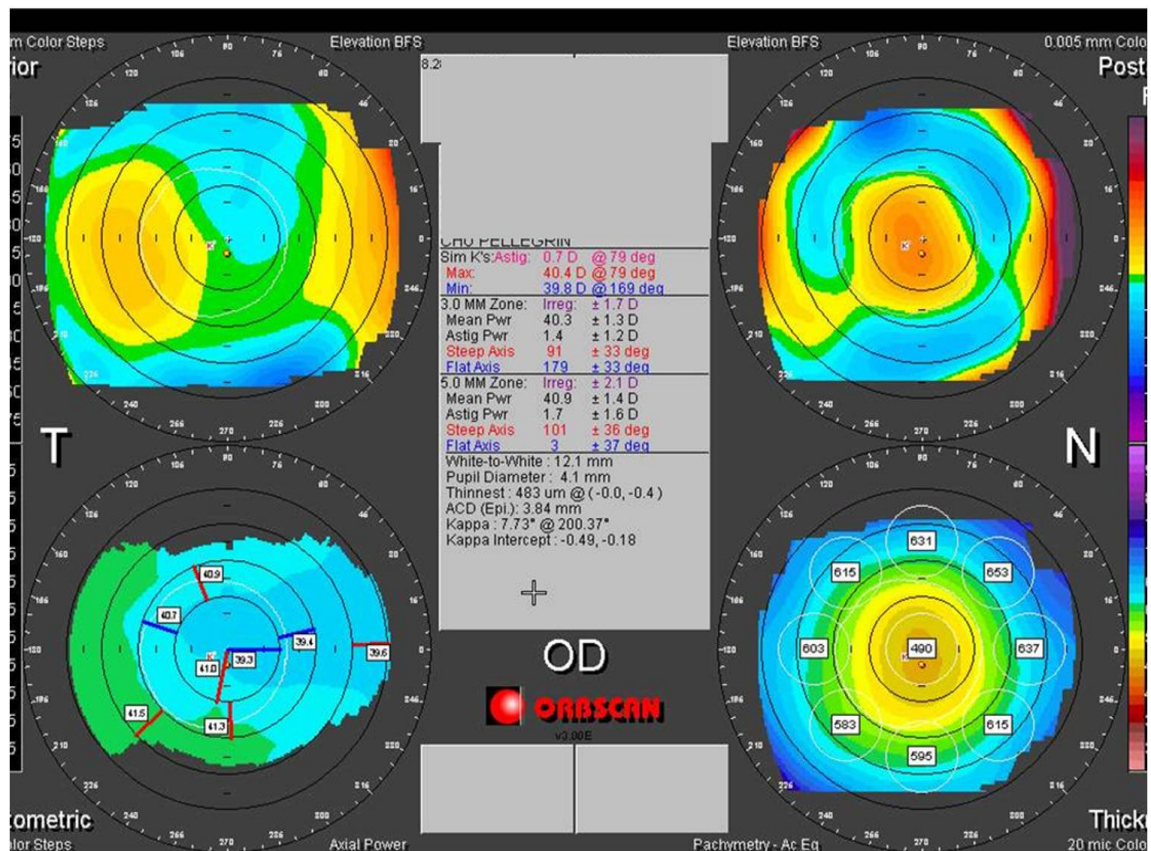 m Color Steps
Elevation BFS
Elevation BFS
0.005 mm Colo
rior
Post
8.2
CHU PELLEGRIN
Sim K's:Astig: 0.7 D @ 79 deg
Max: 40.4 D @ 79 deg
Min: 39.8 D @ 169 deg
3.0 MM Zone: Irreg: ± 1.7 D
Mean Pwr 40.3 ± 1.3 D
Astig Pwr 1.4 ± 1.2 D
Steep Axis 91 ± 33 deg
Flat Axis 179 ± 33 deg
5.0 MM Zone: Irreg: ± 2.1 D
Mean Pwr 40.9 ± 1.4 D
Astig Pwr 1.7 ± 1.6 D
Steep Axis 101 ± 36 deg
Flat Axis 3 ± 37 deg
White-to-White : 12.1 mm
Pupil Diameter : 4.1 mm
Thinnest : 483 um @ ( -0.0, -0.4 )
ACD (Epi.): 3.84 mm
Kappa : 7.73° @ 200.37°
Kappa Intercept : -0.49, -0.18
T
N
40.9
40.7
39.4
39.6
39.3
41.0
41.5
41.3
631
615
653
603
490
637
583
615
595
OD
ORBSCAN
v3.00E
ometric
Thick
olor Steps
Axial Power
Pachymetry - Ac Eq
20 mic Colo